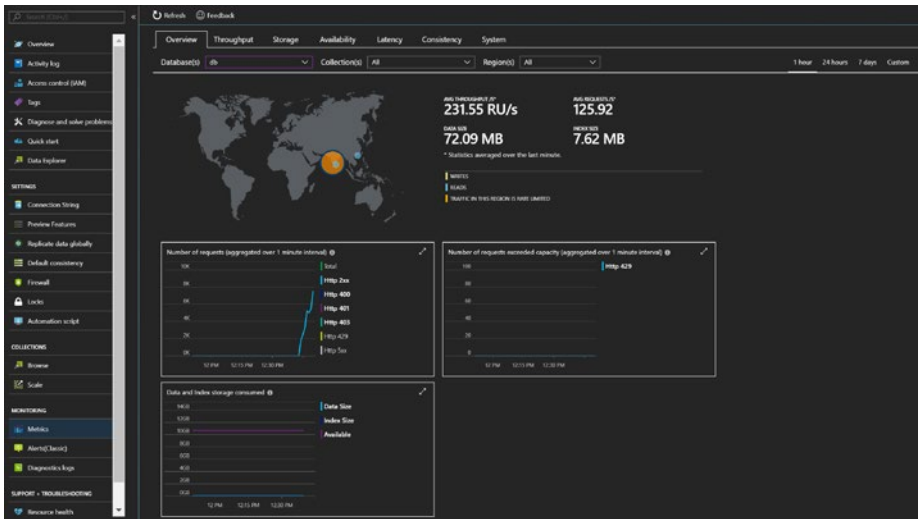 Search (Ctrl+/)
«
Refresh
Feedback
Overview
Activity log
Access control (IAM)
Tags
Diagnose and solve problems
Quick start
Data Explorer
SETTINGS
Connection String
Preview Features
Replicate data globally
Default consistency
Firewall
Locks
Automation script
COLLECTIONS
Browse
Scale
MONITORING
Metrics
Alerts(Classic)
Diagnostics logs
SUPPORT + TROUBLESHOOTING
Resource health
Overview Throughput Storage Availability Latency Consistency System
Database(s) db Collection(s) All Region(s) All 1 hour 24 hours 7 days Custom
AVG THROUGHPUT /S* AVG REQUESTS /S*
231.55 RU/s 125.92
DATA SIZE INDEX SIZE
72.09 MB 7.62 MB
* Statistics averaged over the last minute.
WRITES
READS
TRAFFIC IN THIS REGION IS RATE LIMITED
Number of requests (aggregated over 1 minute interval)
10K
8K
6K
4K
2K
0K
12 PM 12:15 PM 12:30 PM
Total
Http 2xx
Http 400
Http 401
Http 403
Http 429
Http 5xx
Number of requests exceeded capacity (aggregated over 1 minute interval)
100
80
60
40
20
0
12 PM 12:15 PM 12:30 PM
Http 429
Data and Index storage consumed
14GB
12GB
10GB
8GB
6GB
4GB
2GB
0GB
12 PM 12:15 PM 12:30 PM
Data Size
Index Size
Available